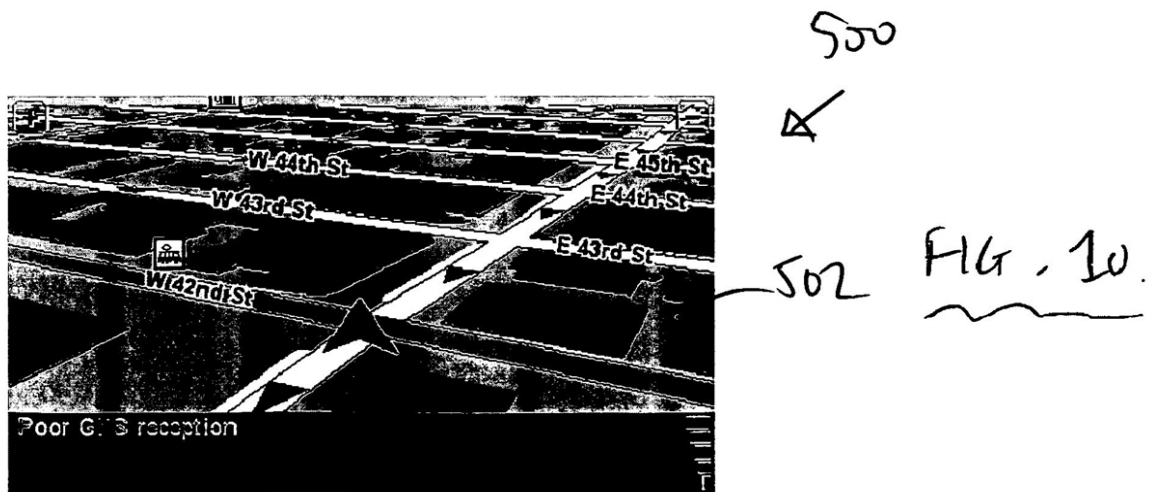 500
W 44th St
E 45th St
W 43rd St
E 44th St
E 43rd St
W 42nd St
502
FIG. 10.
Poor GPS reception